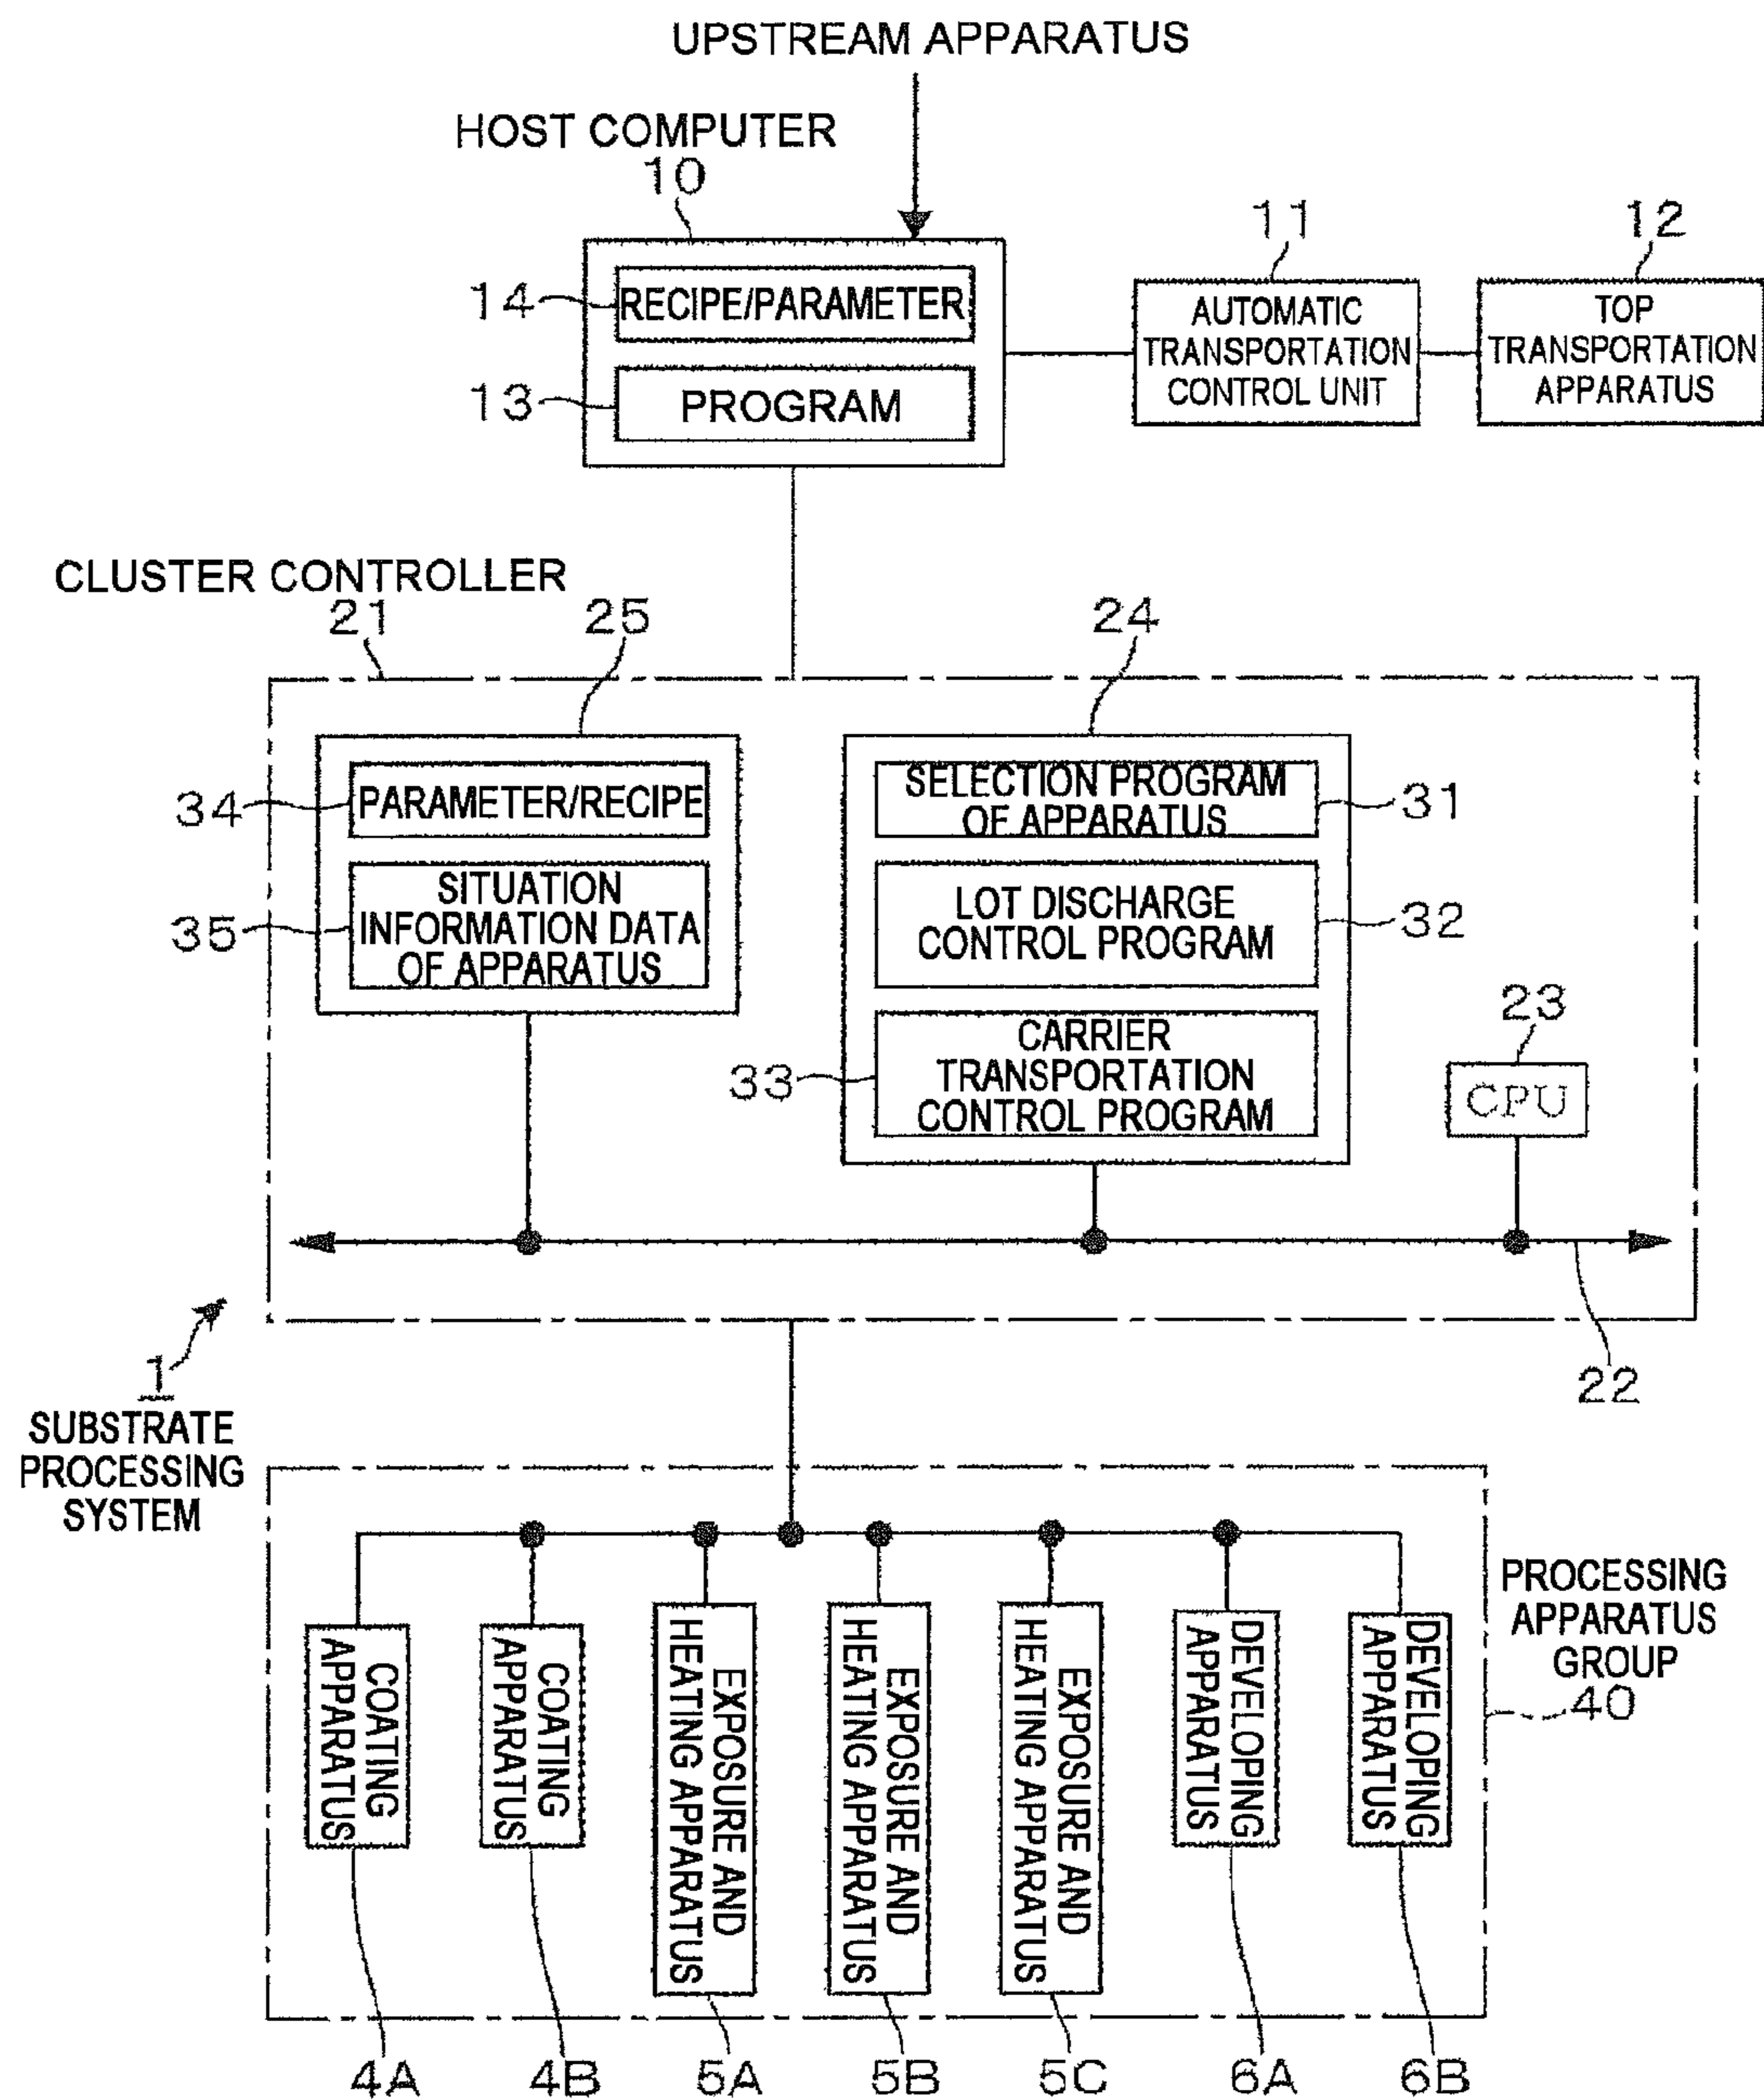 UPSTREAM APPARATUS
HOST COMPUTER
10
11
12
14
RECIPE/PARAMETER
13
PROGRAM
AUTOMATIC
TRANSPORTATION
CONTROL UNIT
TOP
TRANSPORTATION
APPARATUS
CLUSTER CONTROLLER
21
25
24
34
PARAMETER/RECIPE
35
SITUATION
INFORMATION DATA
OF APPARATUS
SELECTION PROGRAM
OF APPARATUS
31
LOT DISCHARGE
CONTROL PROGRAM
32
33
CARRIER
TRANSPORTATION
CONTROL PROGRAM
23
CPU
22
1
SUBSTRATE
PROCESSING
SYSTEM
PROCESSING
APPARATUS
GROUP
40
COATING
APPARATUS
COATING
APPARATUS
EXPOSURE AND
HEATING APPARATUS
EXPOSURE AND
HEATING APPARATUS
EXPOSURE AND
HEATING APPARATUS
DEVELOPING
APPARATUS
DEVELOPING
APPARATUS
4A
4B
5A
5B
5C
6A
6B